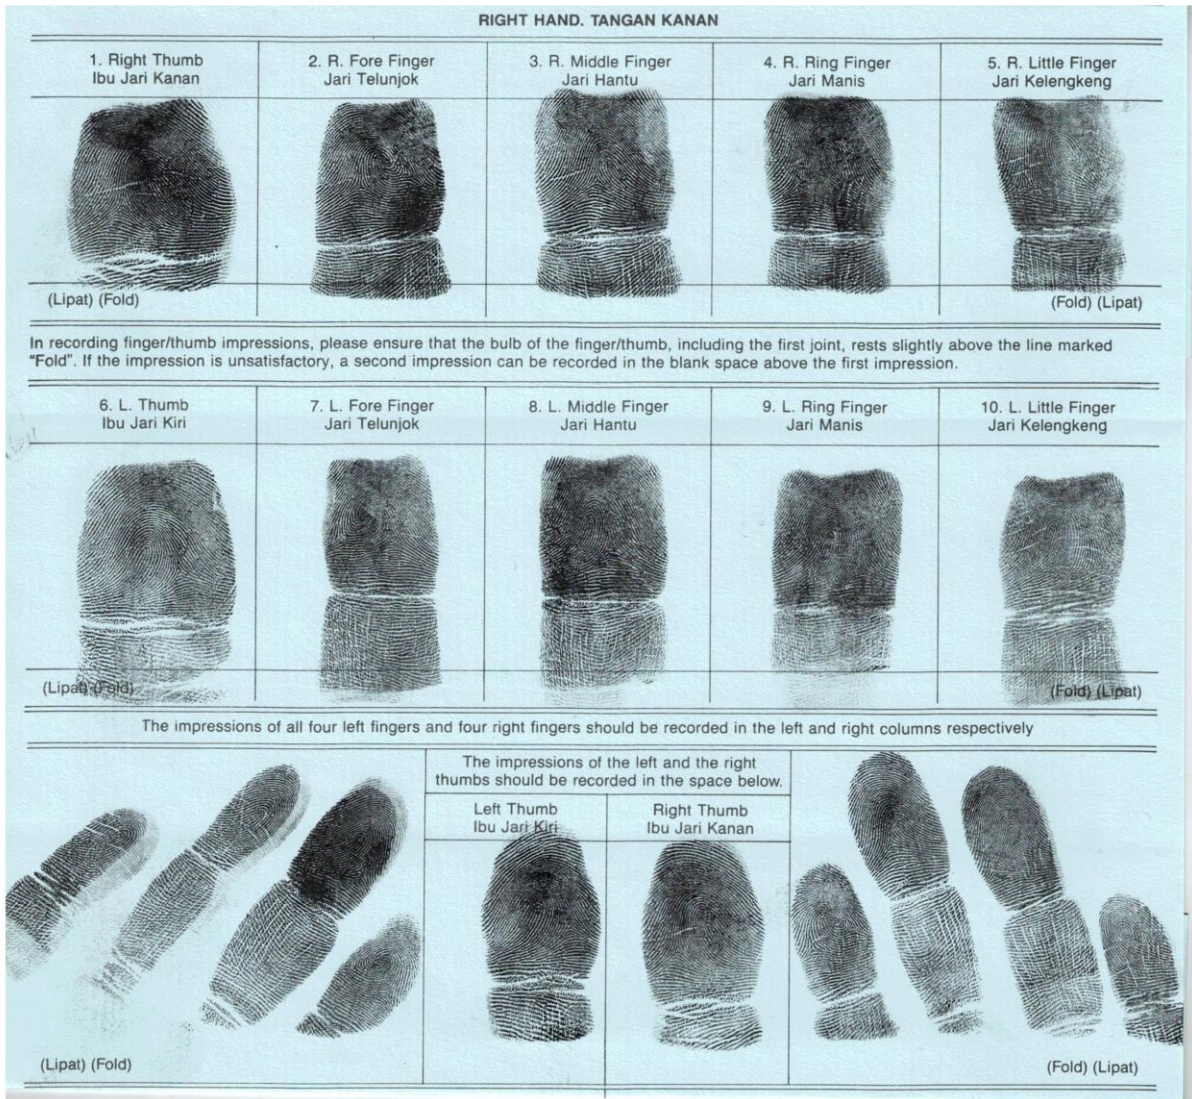 RIGHT HAND. TANGAN KANAN
1. Right Thumb
Ibu Jari Kanan
2. R. Fore Finger
Jari Telunjok
3. R. Middle Finger
Jari Hantu
4. R. Ring Finger
Jari Manis
5. R. Little Finger
Jari Kelengkeng
(Lipat) (Fold)
(Fold) (Lipat)
In recording finger/thumb impressions, please ensure that the bulb of the finger/thumb, including the first joint, rests slightly above the line marked
“Fold”. If the impression is unsatisfactory, a second impression can be recorded in the blank space above the first impression.
6. L. Thumb
Ibu Jari Kiri
7. L. Fore Finger
Jari Telunjok
8. L. Middle Finger
Jari Hantu
9. L. Ring Finger
Jari Manis
10. L. Little Finger
Jari Kelengkeng
(Lipat) (Fold)
(Fold) (Lipat)
The impressions of all four left fingers and four right fingers should be recorded in the left and right columns respectively
The impressions of the left and the right
thumbs should be recorded in the space below.
Left Thumb
Ibu Jari Kiri
Right Thumb
Ibu Jari Kanan
(Lipat) (Fold)
(Fold) (Lipat)